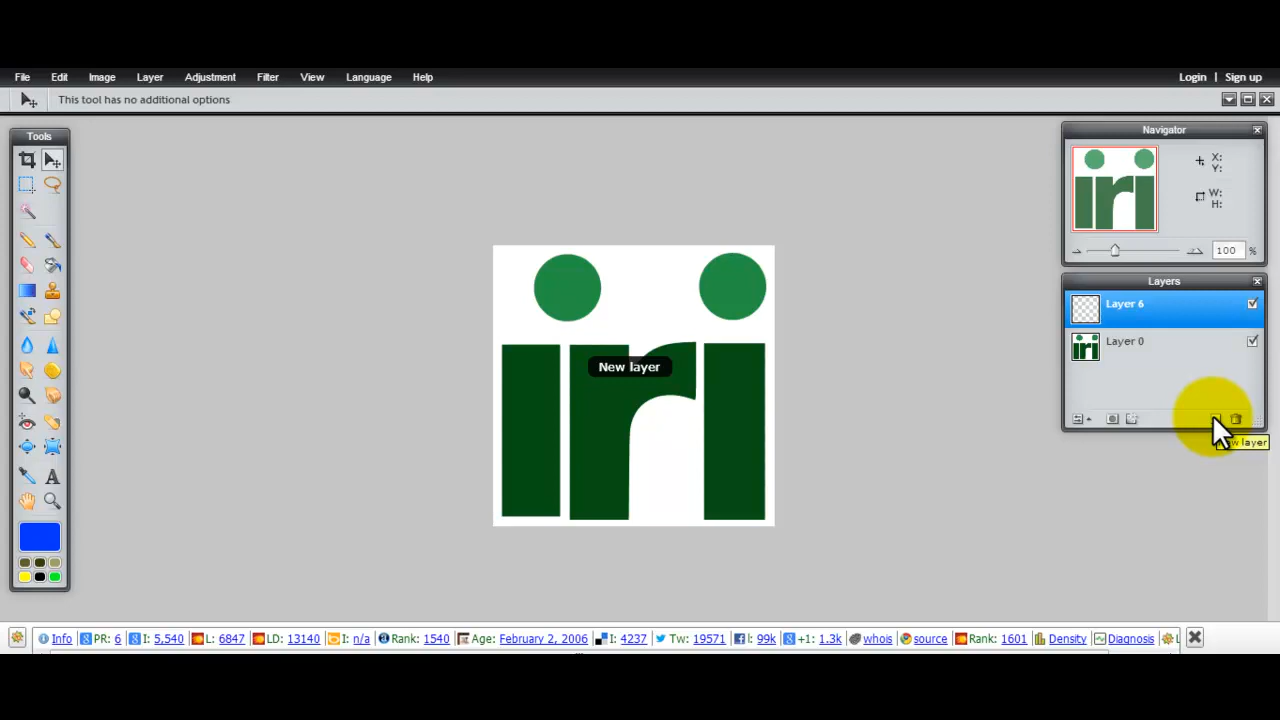 File Edit Image Layer Adjustment Filter View Language Help Login | Sign up
This tool has no additional options
Tools
Navigator
X:
Y:
W:
H:
100 %
Layers
Layer 6
Layer 0
iri
New layer
Info PR: 6 I: 5,540 L: 6847 LD: 13140 I: n/a Rank: 1540 Age: February 2, 2006 I: 4237 Tw: 19571 l: 99k +1: 1.3k whois source Rank: 1601 Density Diagnosis